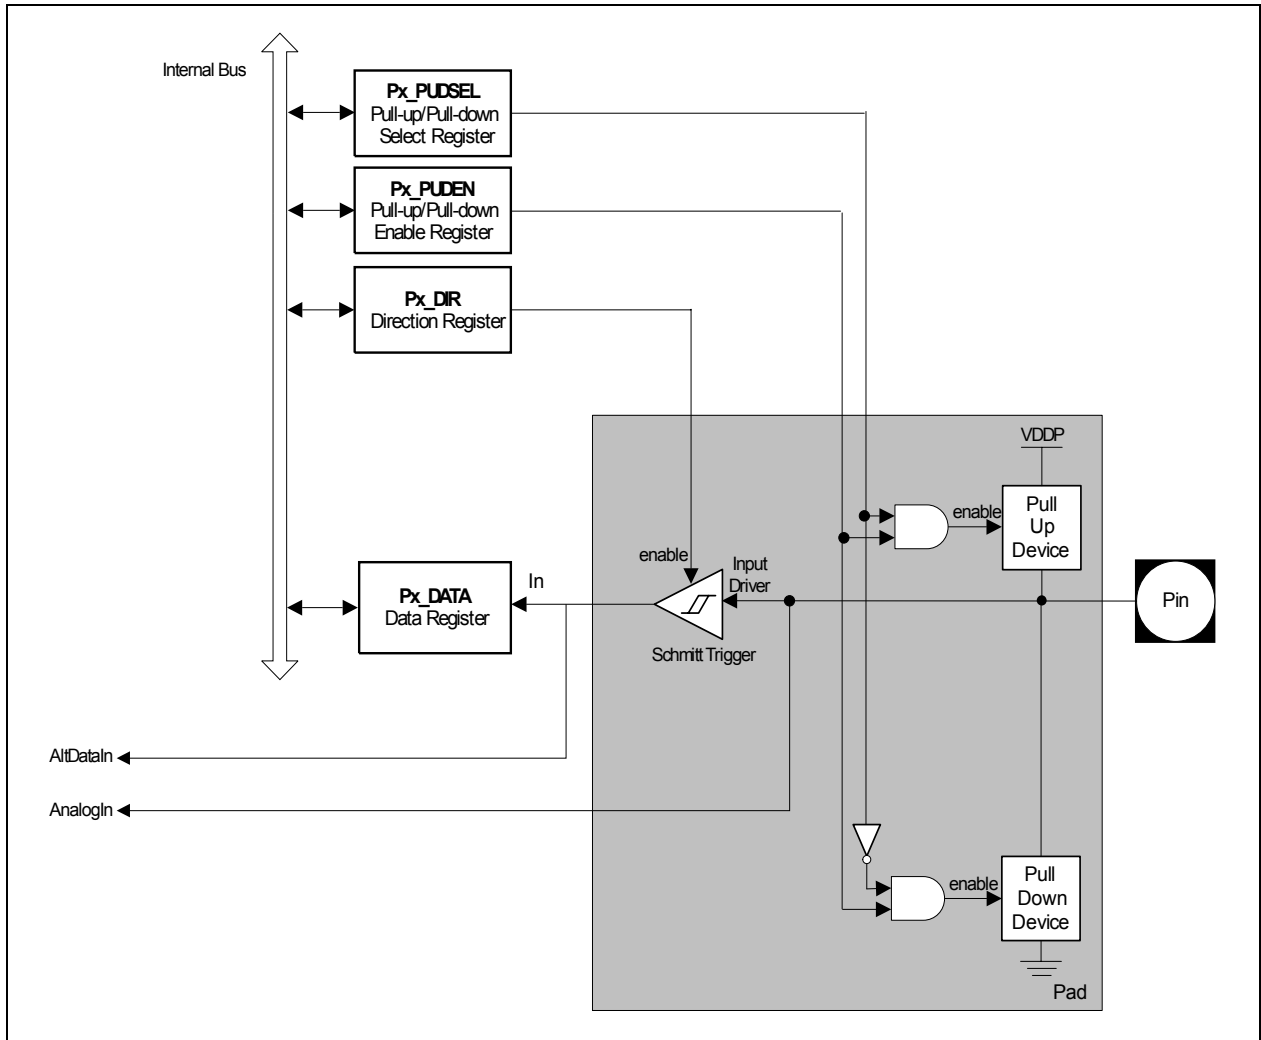 Internal Bus
Px_PUDSEL
Pull-up/Pull-down
Select Register
Px_PUDEN
Pull-up/Pull-down
Enable Register
Px_DIR
Direction Register
VDDP
Pull
Up
Device
enable
enable
Input
Driver
In
Px_DATA
Data Register
Pin
Schmitt Trigger
AltDataIn
AnalogIn
enable
Pull
Down
Device
Pad